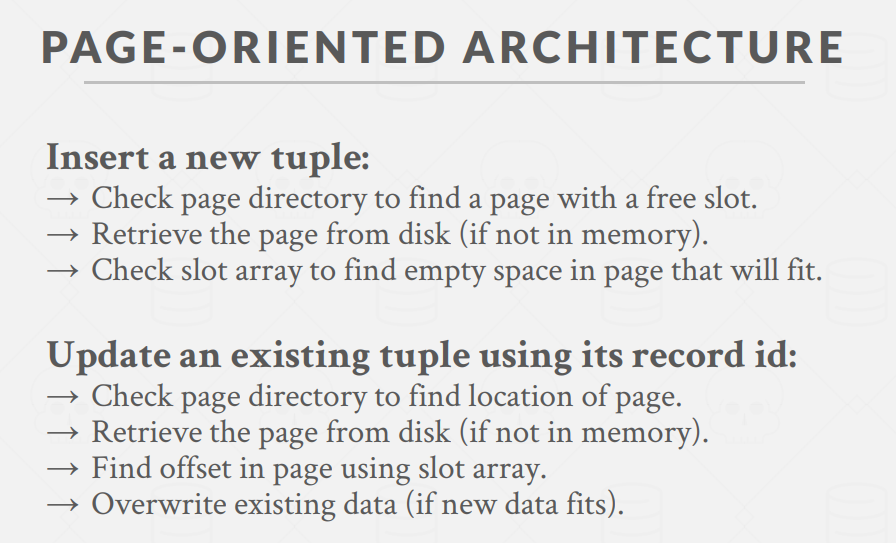 PAGE-ORIENTED ARCHITECTURE
Insert a new tuple:
→ Check page directory to find a page with a free slot.
→ Retrieve the page from disk (if not in memory).
→ Check slot array to find empty space in page that will fit.
Update an existing tuple using its record id:
→ Check page directory to find location of page.
→ Retrieve the page from disk (if not in memory).
→ Find offset in page using slot array.
→ Overwrite existing data (if new data fits).